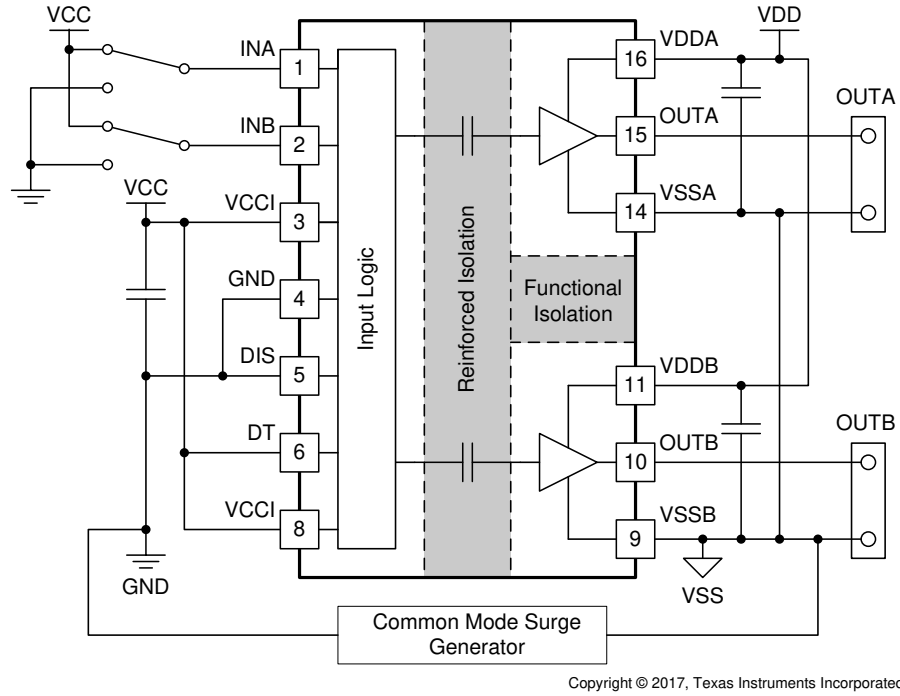 VCC
INA
1
INB
2
VCC
VCCI
3
GND
4
DIS
5
DT
6
VCCI
8
GND
Input Logic
Reinforced Isolation
Functional
Isolation
16
VDDA
VDD
15
OUTA
OUTA
14
VSSA
11
VDDB
10
OUTB
OUTB
9
VSSB
VSS
Common Mode Surge
Generator
Copyright © 2017, Texas Instruments Incorporated